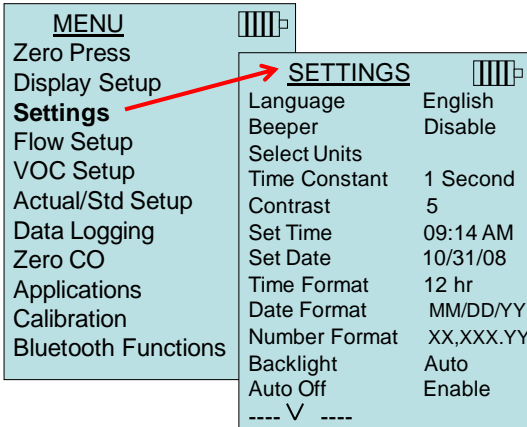 MENU
Zero Press
Display Setup
Settings
Flow Setup
VOC Setup
Actual/Std Setup
Data Logging
Zero CO
Applications
Calibration
Bluetooth Functions
SETTINGS
Language English
Beeper Disable
Select Units
Time Constant 1 Second
Contrast 5
Set Time 09:14 AM
Set Date 10/31/08
Time Format 12 hr
Date Format MM/DD/YY
Number Format XX,XXX.YY
Backlight Auto
Auto Off Enable
---- V ----